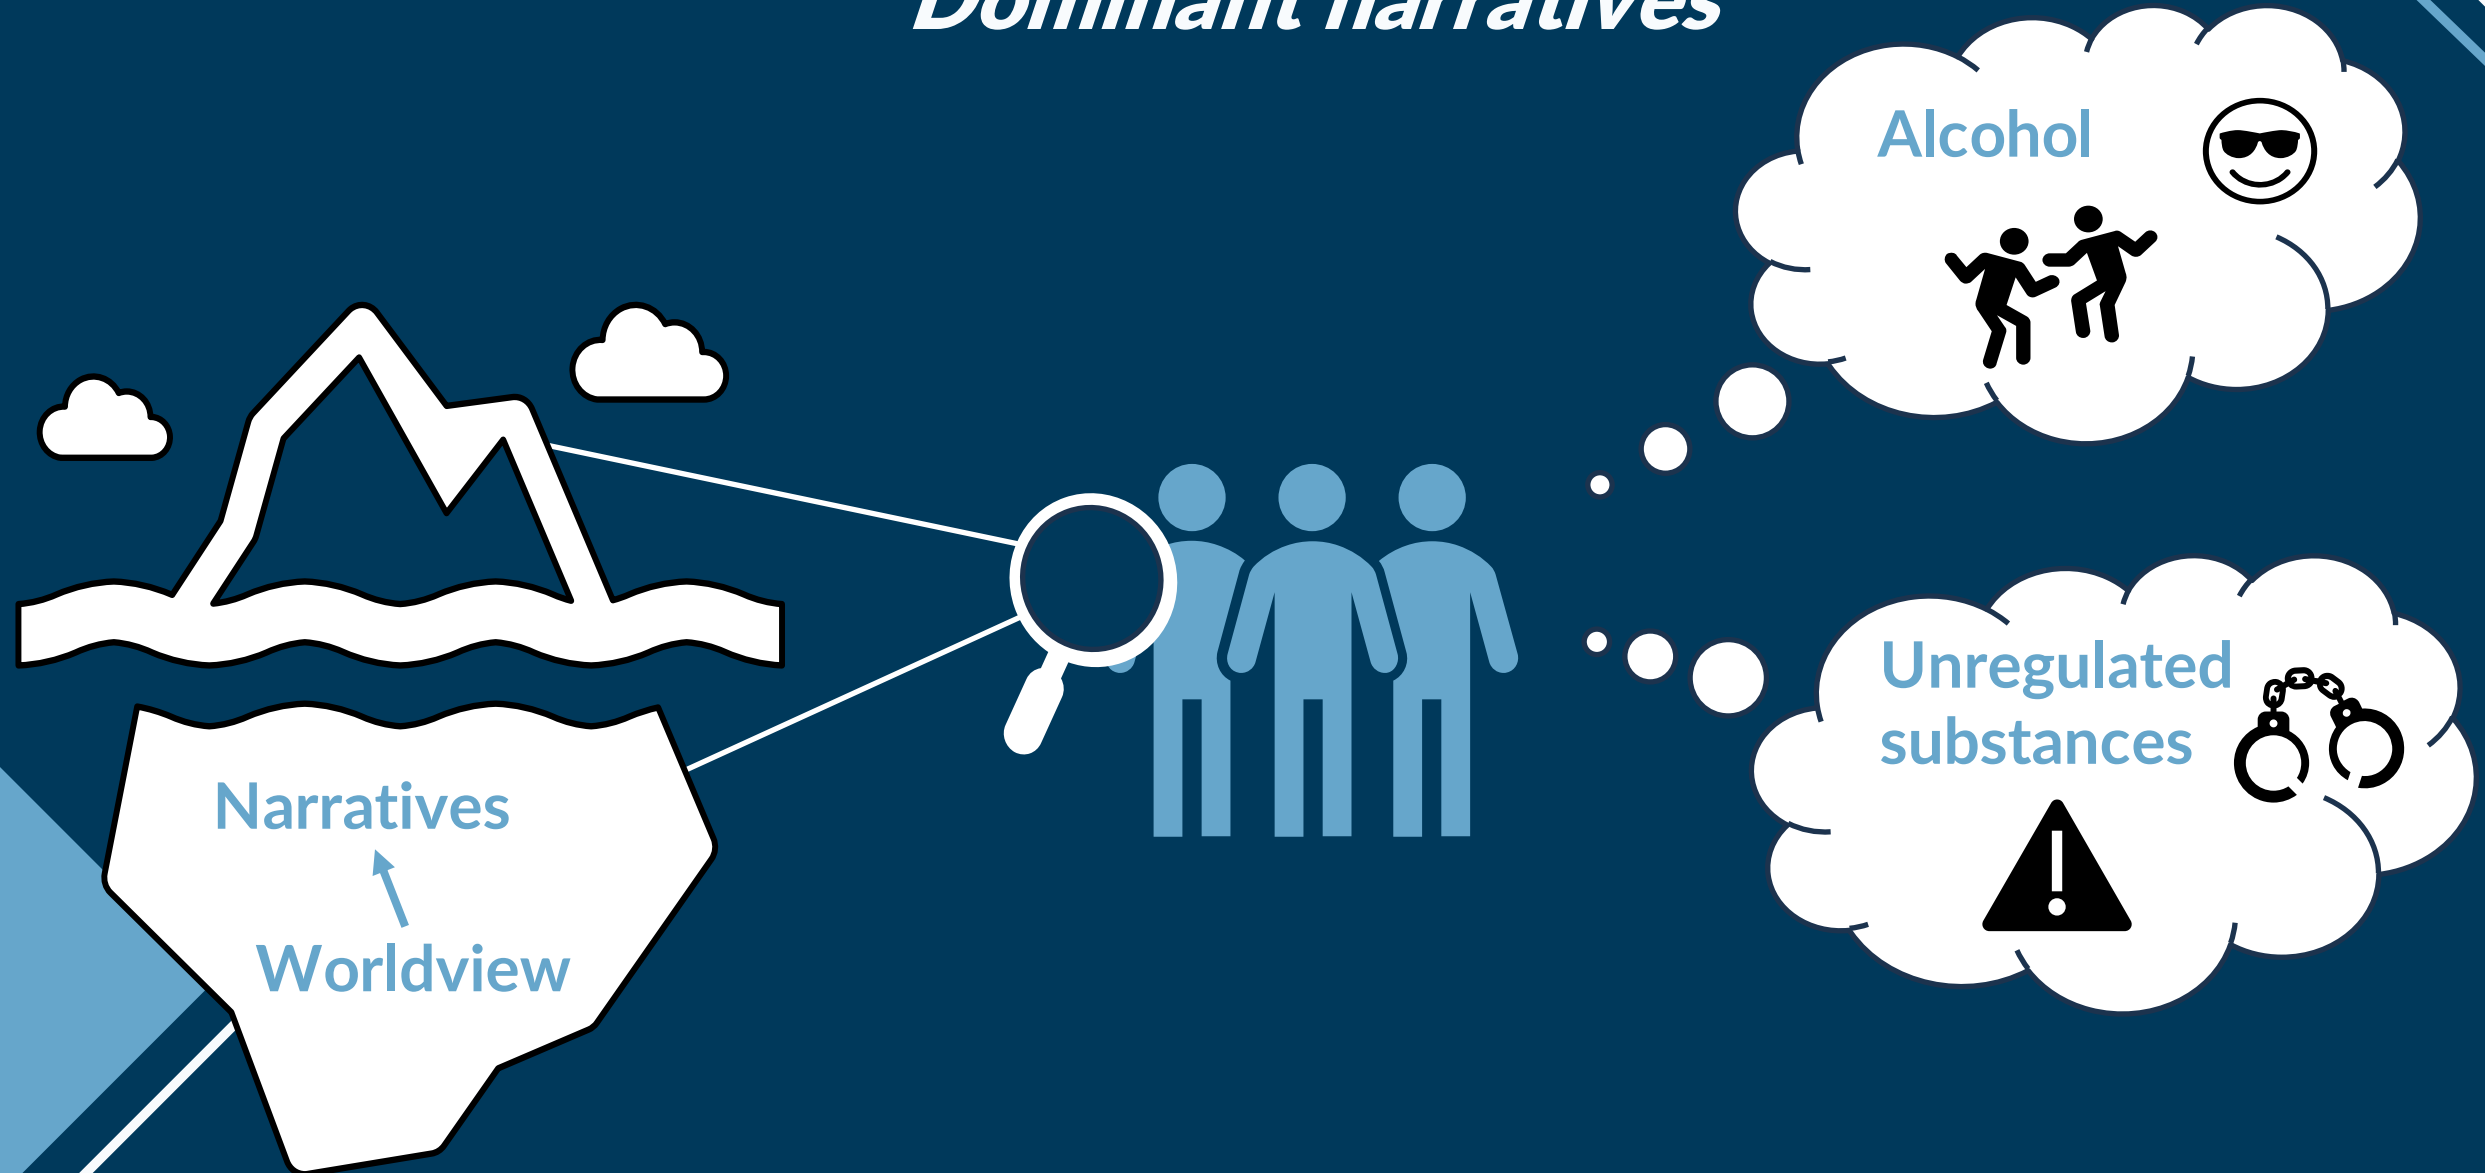 Dominant narratives
Alcohol
Unregulated
substances
Narratives
Worldview